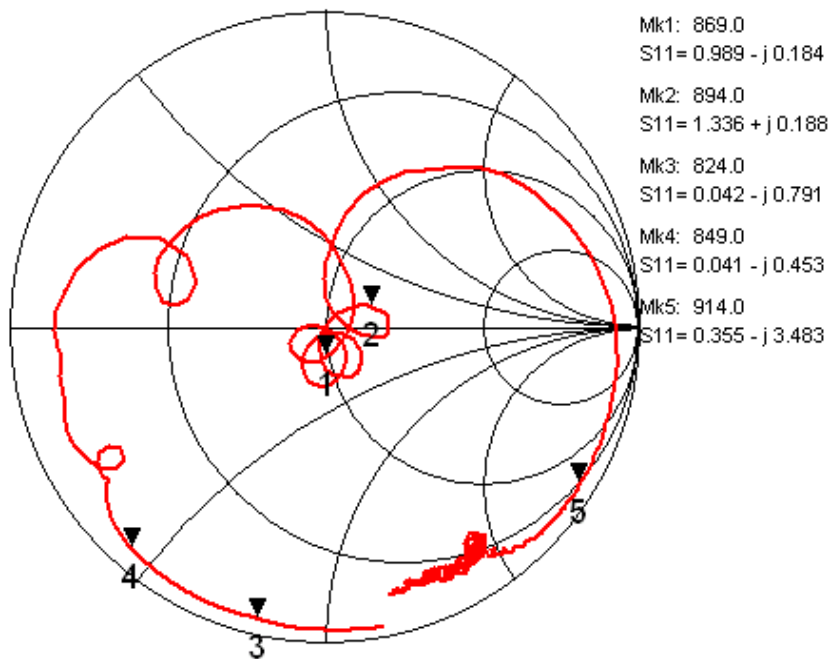 Mk1: 869.0
S11= 0.989 - j 0.184
Mk2: 894.0
S11= 1.336 + j 0.188
Mk3: 824.0
S11= 0.042 - j 0.791
Mk4: 849.0
S11= 0.041 - j 0.453
Mk5: 914.0
S11= 0.355 - j 3.483
2
1
5
4
3